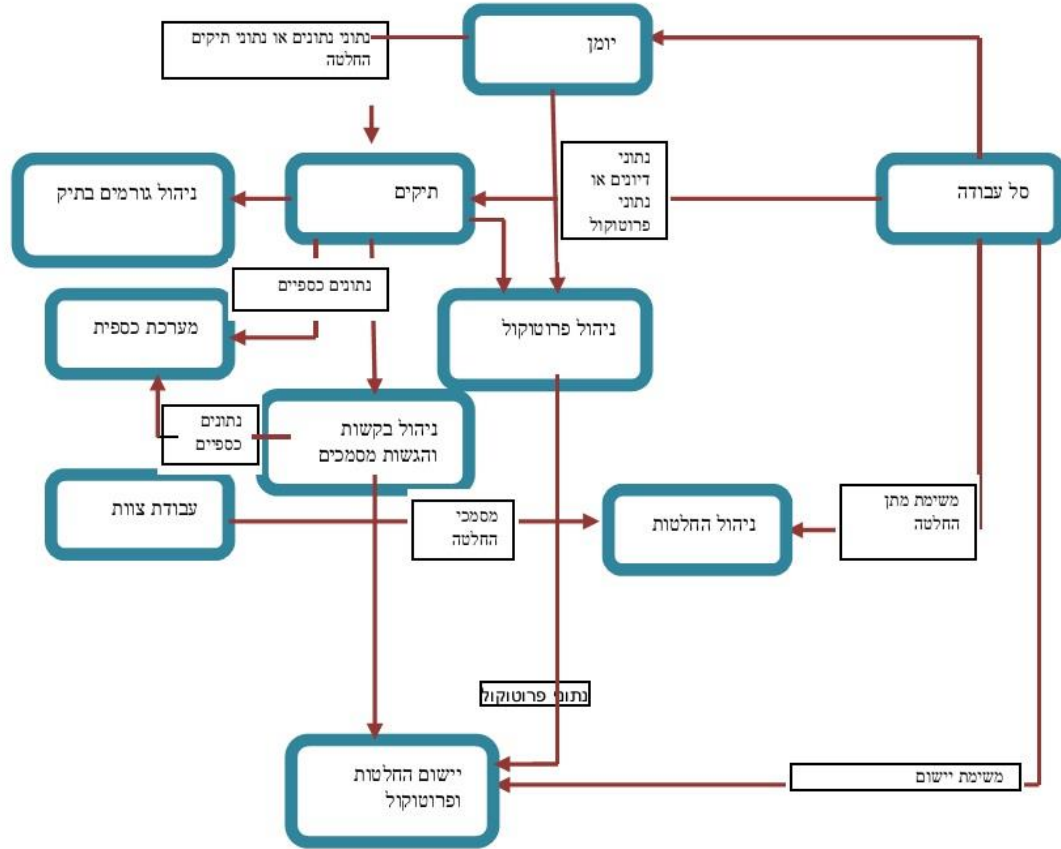 יומן
נתוני נתונים או נתוני תיקים
החלטה
נתוני
דיונים או
נתוני
פרוטוקול
סל עבודה
תיקים
ניהול גורמים בתיק
נתונים כספיים
ניהול פרוטוקול
מערכת כספית
ניהול בקשות
והגשות מסמכים
נתונים
כספיים
משימת מתן
החלטה
ניהול החלטות
מסמכי
החלטה
עבודת צוות
נתוני פרוטוקול
יישום החלטות
ופרוטוקול
משימת יישום